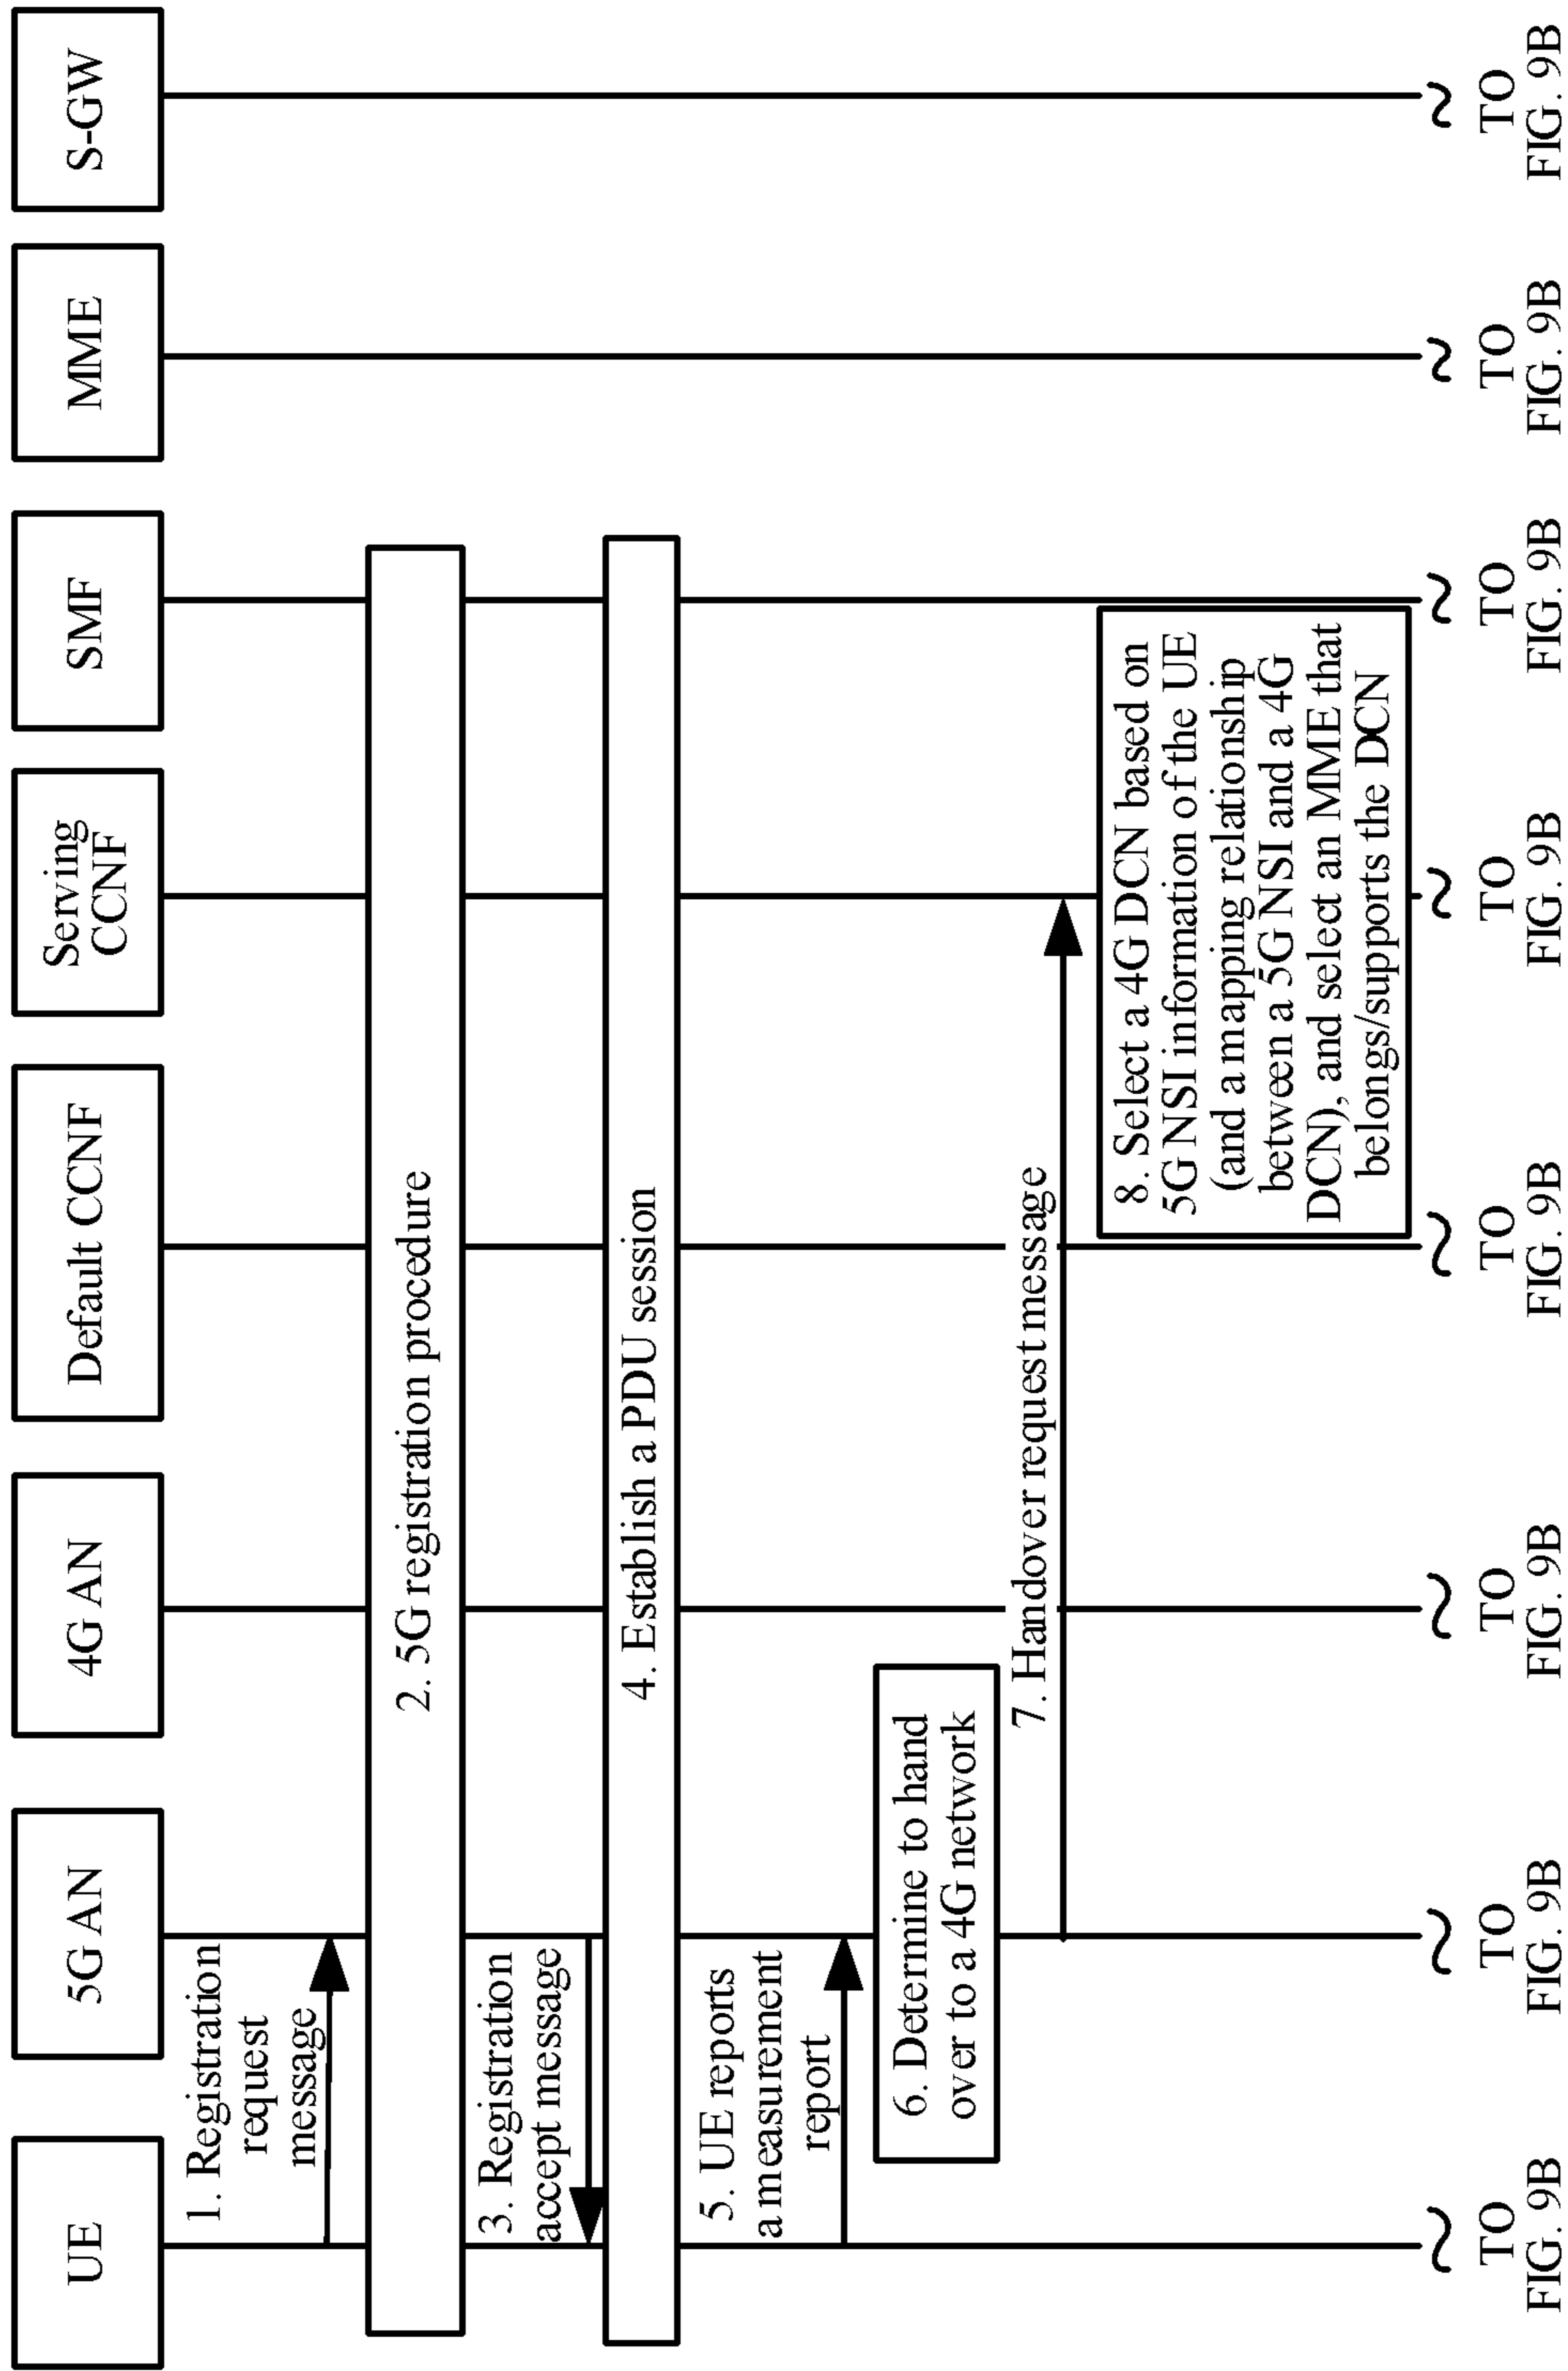 UE
5G AN
4G AN
Default CCNF
Serving
CCNF
SMF
MME
S-GW
1. Registration
request
message
2. 5G registration procedure
3. Registration
accept message
4. Establish a PDU session
5. UE reports
a measurement
report
6. Determine to hand
over to a 4G network
7. Handover request message
8. Select a 4G DCN based on
5G NSI information of the UE
(and a mapping relationship
between a 5G NSI and a 4G
DCN), and select an MME that
belongs/supports the DCN
TO
FIG. 9B
TO
FIG. 9B
TO
FIG. 9B
TO
FIG. 9B
TO
FIG. 9B
TO
FIG. 9B
TO
FIG. 9B
TO
FIG. 9B